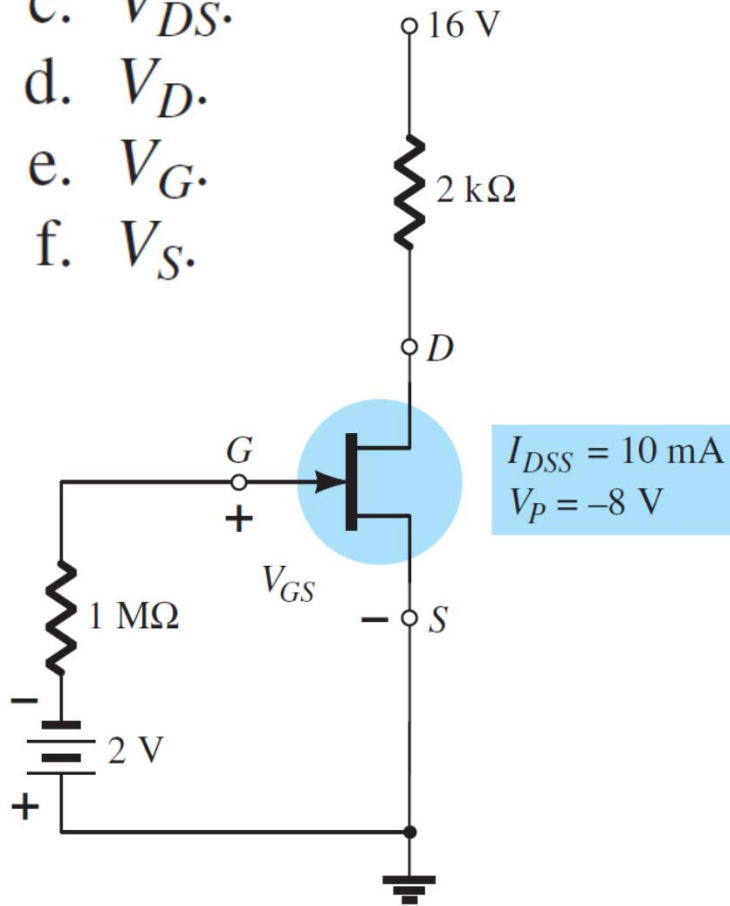 c. V_DS.
d. V_D.
e. V_G.
f. V_S.
16 V
2 kΩ
D
G
+
V_GS
I_DSS = 10 mA
V_P = –8 V
– S
1 MΩ
–
2 V
+